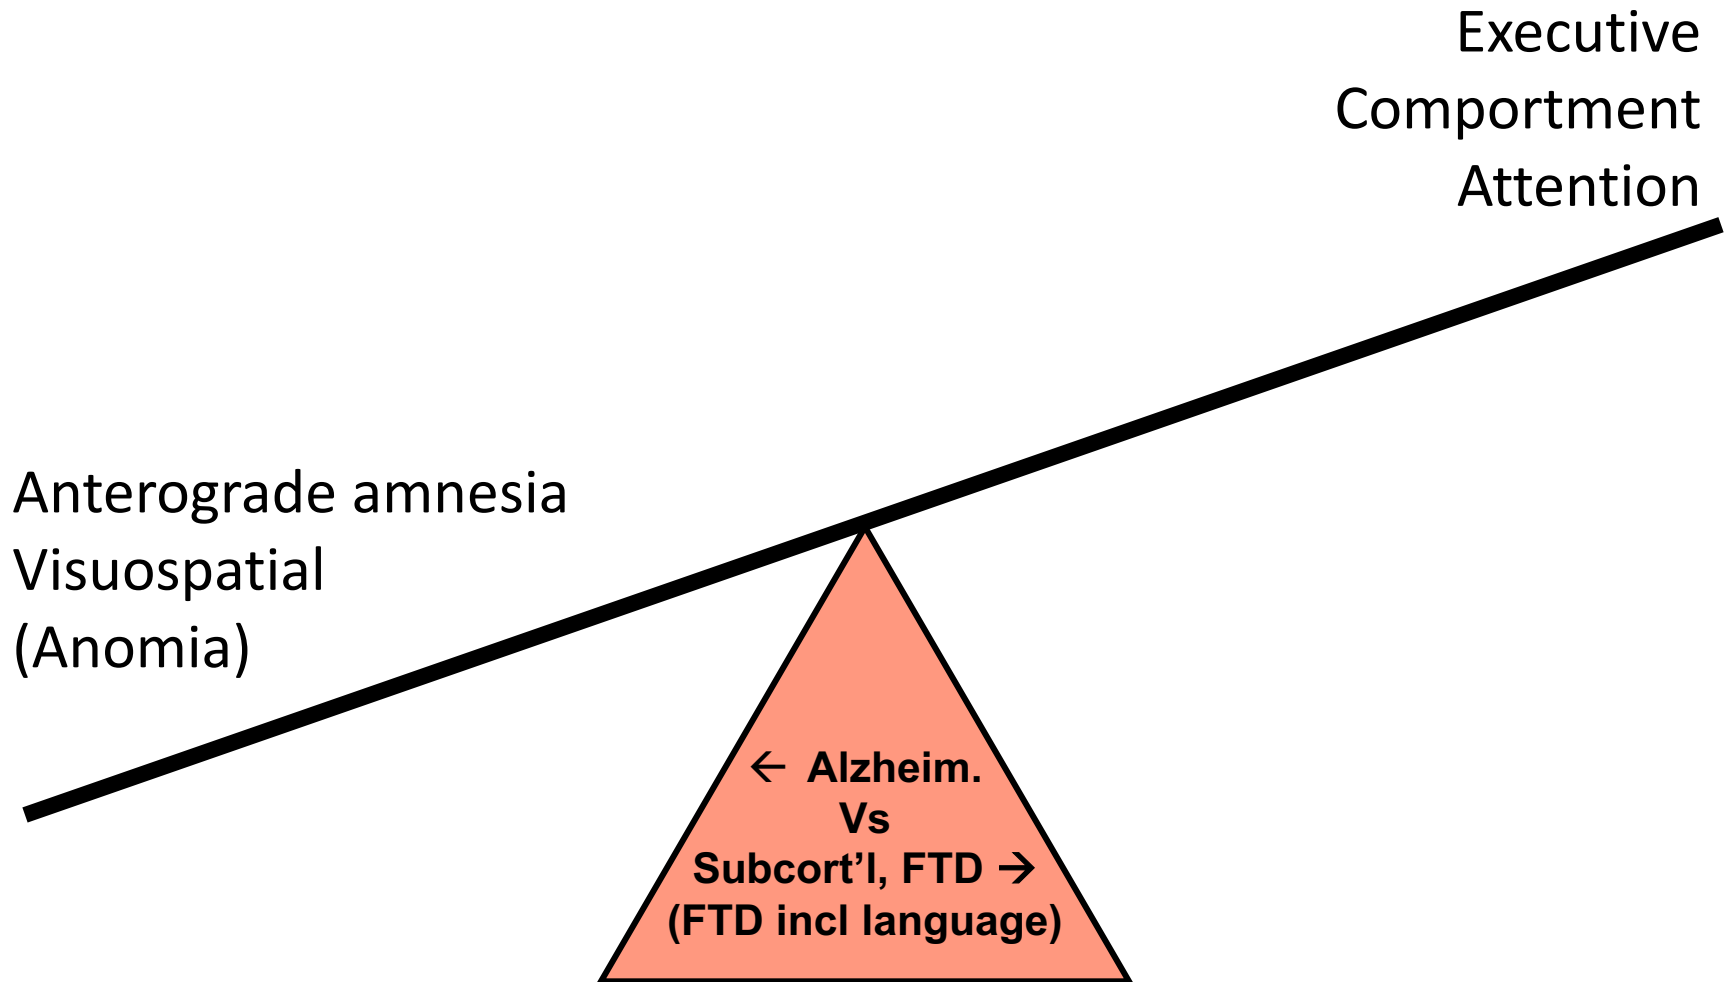 Executive
Comportment
Attention
Anterograde amnesia
Visuospatial
(Anomia)
← Alzheim.
Vs
Subcort’l, FTD →
(FTD incl language)